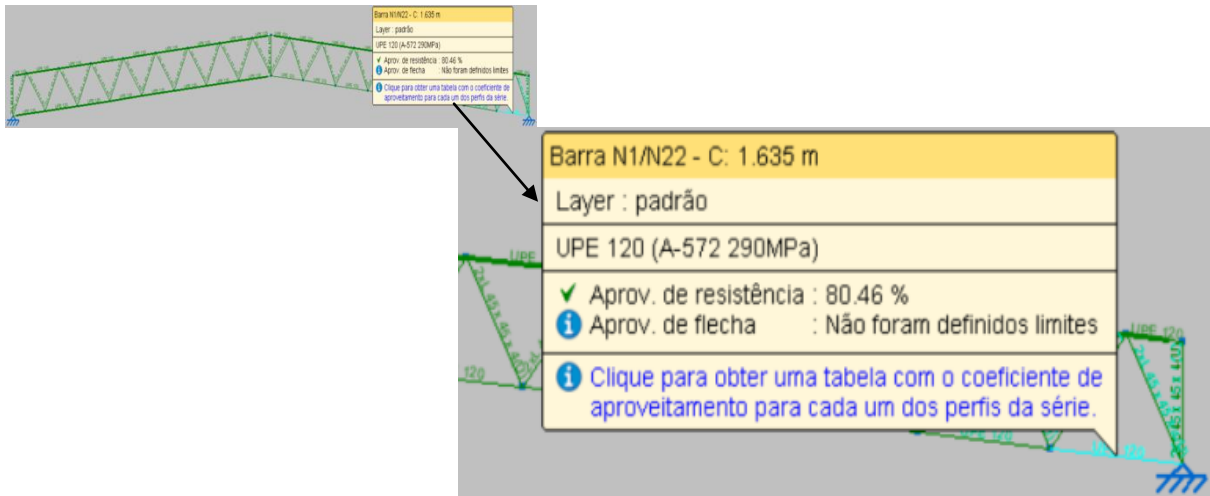 Barra N1/N22 - C: 1.635 m
Layer : padrão
UPE 120 (A-572 290MPa)
Aprov. de resistência : 80.46 %
Aprov. de flecha : Não foram definidos limites
Clique para obter uma tabela com o coeficiente de
aproveitamento para cada um dos perfis da série.
Barra N1/N22 - C: 1.635 m
Layer : padrão
UPE 120 (A-572 290MPa)
Aprov. de resistência : 80.46 %
Aprov. de flecha : Não foram definidos limites
Clique para obter uma tabela com o coeficiente de
aproveitamento para cada um dos perfis da série.
UPE
UPE 120
120
UPE 120
120